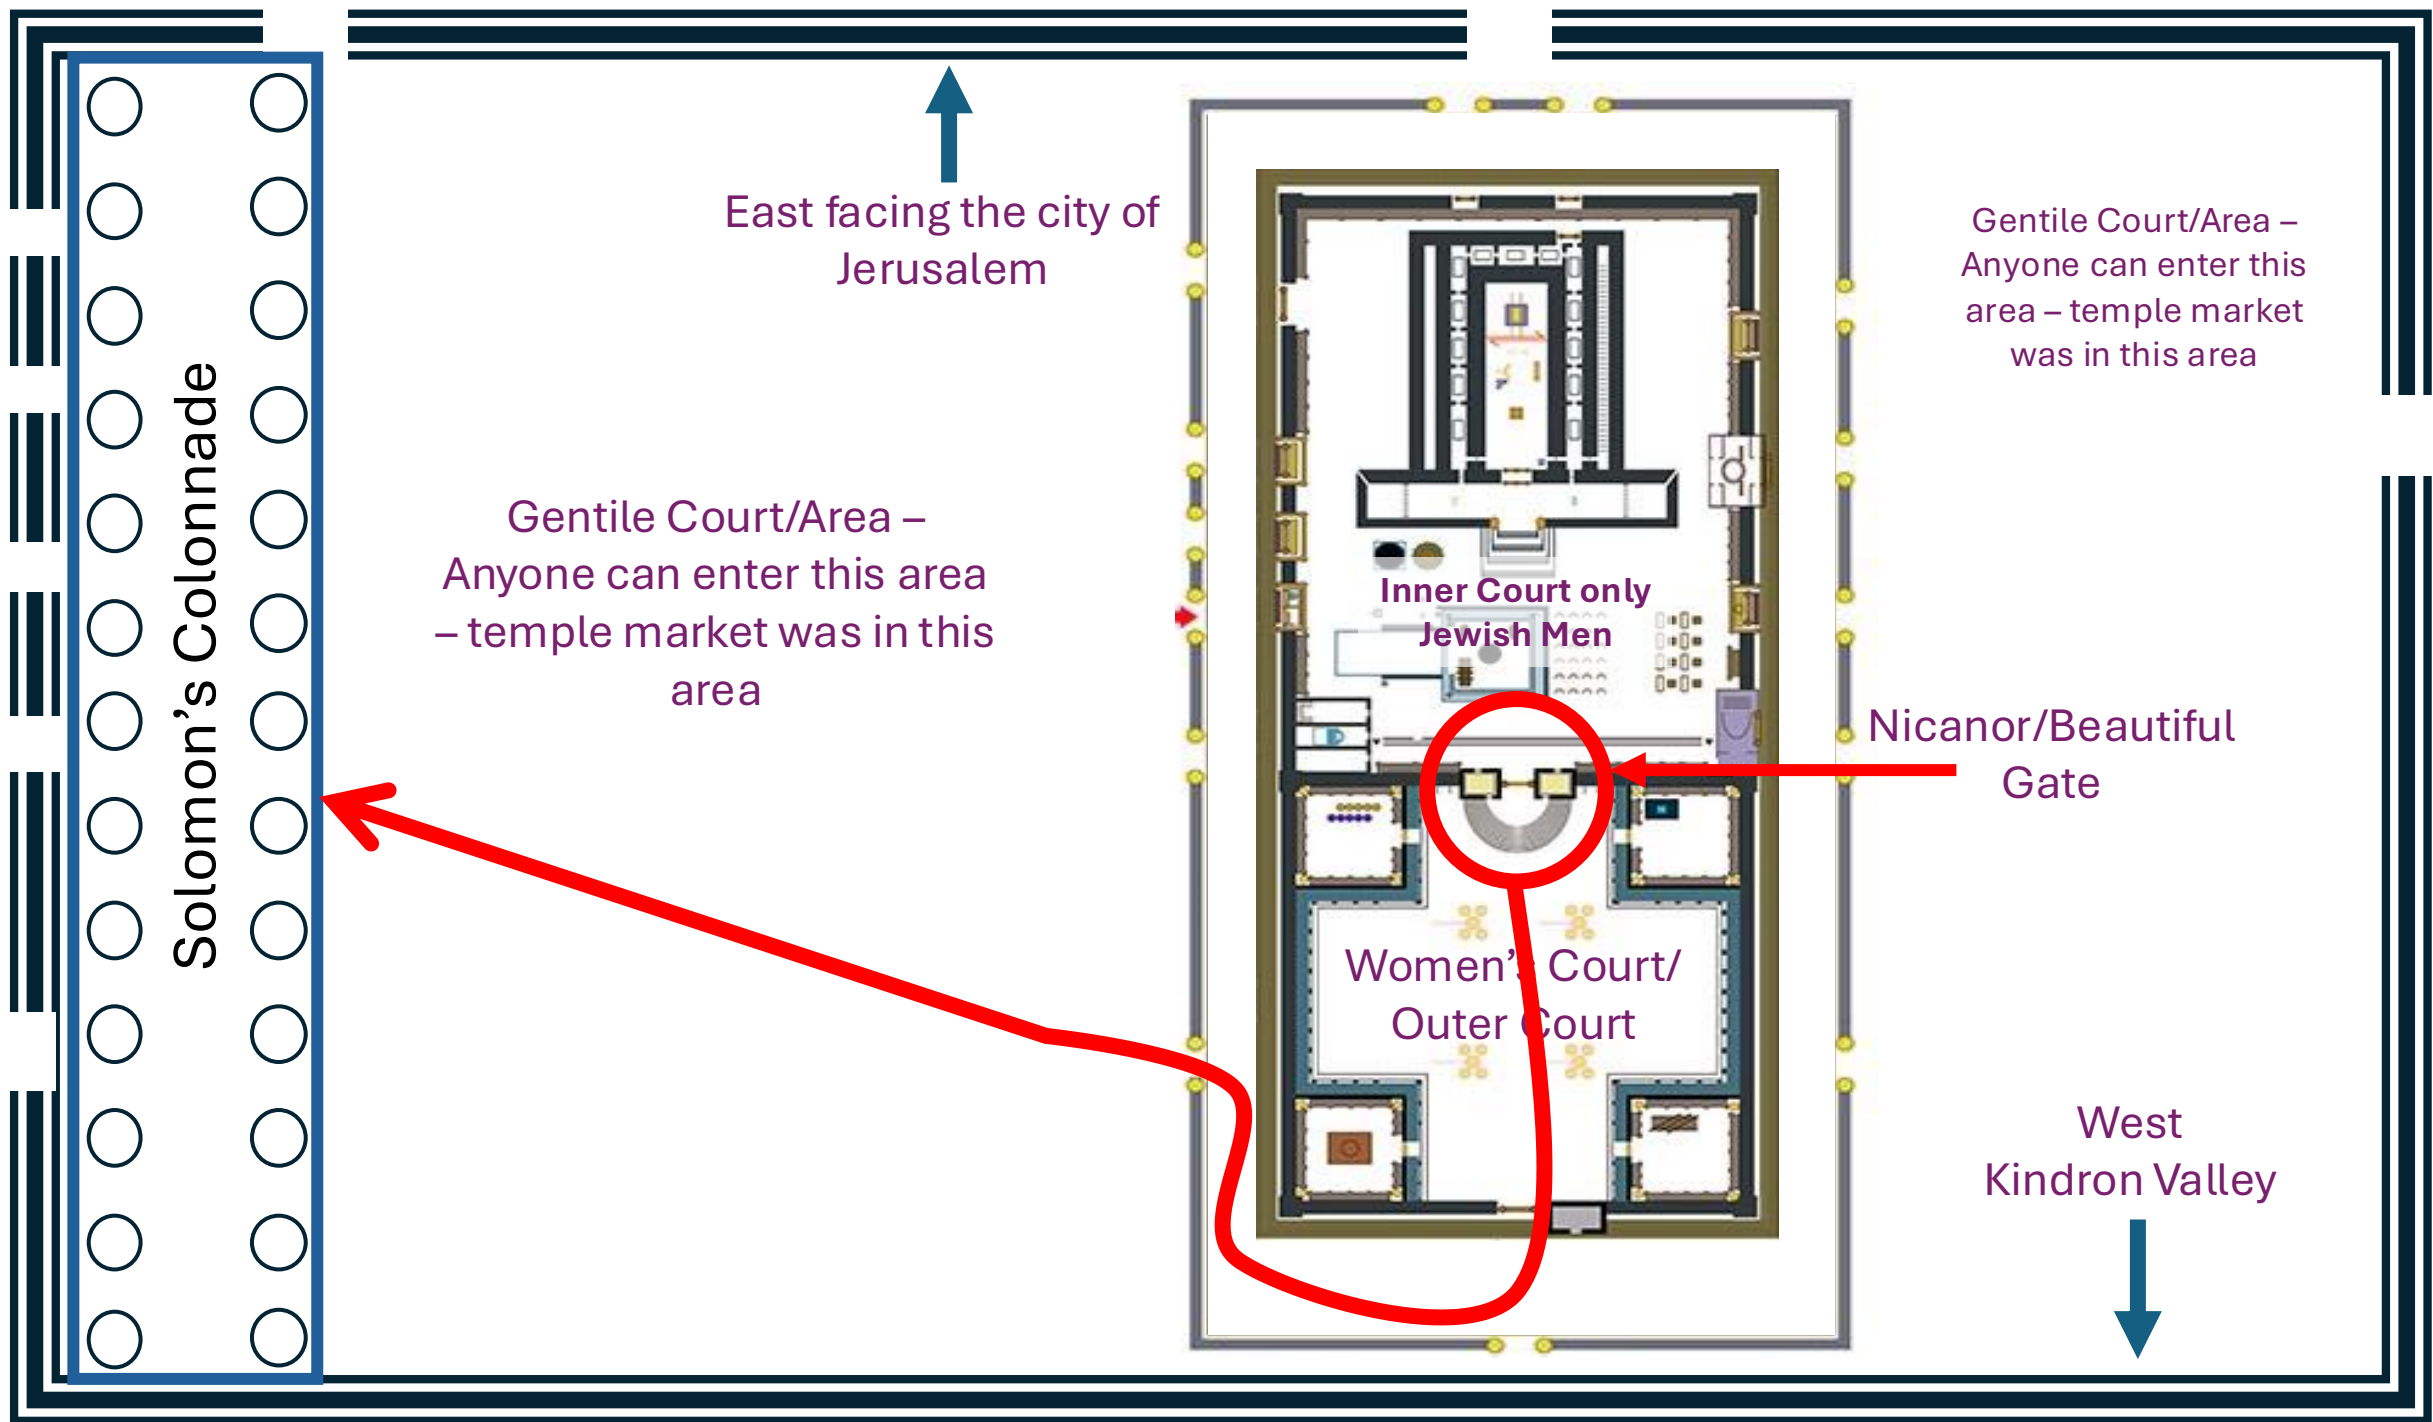 East facing the city of
Jerusalem
Gentile Court/Area –
Anyone can enter this
area – temple market
was in this area
Solomon’s Colonnade
Gentile Court/Area –
Anyone can enter this area
– temple market was in this
area
Inner Court only
Jewish Men
Nicanor/Beautiful
Gate
Women’s Court/
Outer Court
West
Kindron Valley